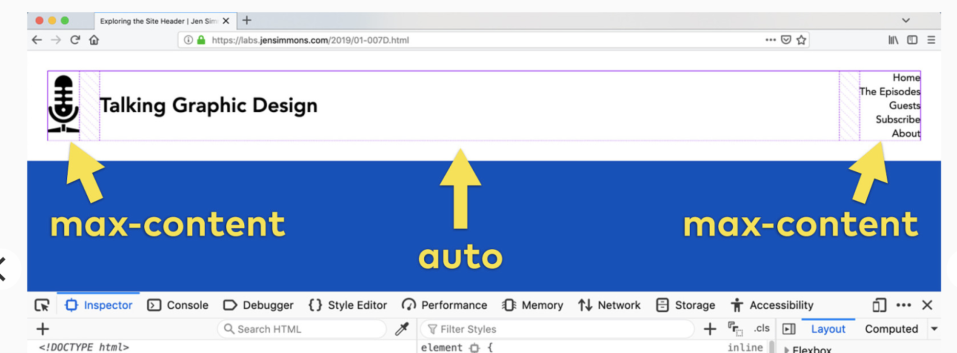 Exploring the Site Header | Jen Sim
https://labs.jensimmons.com/2019/01-007D.html
Talking Graphic Design
Home
The Episodes
Guests
Subscribe
About
max-content
auto
max-content
Inspector Console Debugger {} Style Editor Performance Memory Network Storage Accessibility
Search HTML
Filter Styles
.cls
Layout
Computed
<!DOCTYPE html>
element {
inline
Flexbox